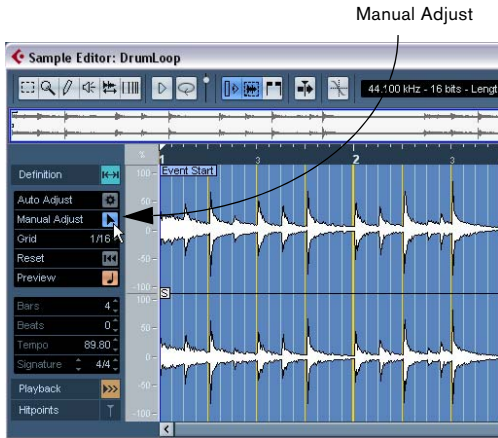 Manual Adjust
Sample Editor: DrumLoop
44.100 kHz - 16 bits - Lengt
% 1 3 2 3
Definition
100
Event Start
Auto Adjust
Manual Adjust
50
Grid 1/16
0
Reset
-50
Preview
-100
S
Bars 4
Beats 0
50
Tempo 89.80
0
Signature 4/4
-50
Playback
Hitpoints
-100